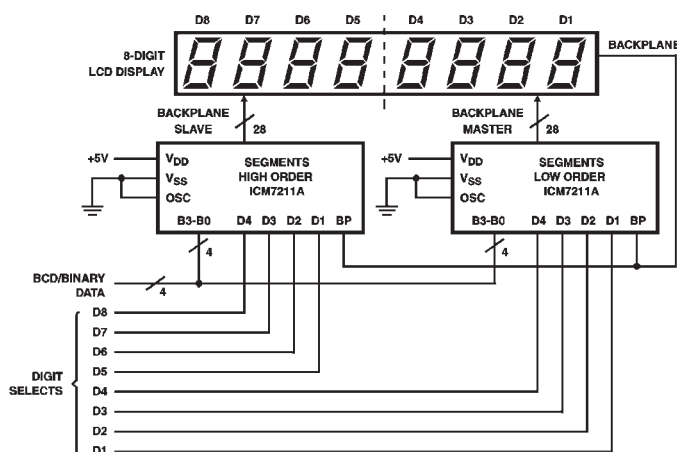 D8 D7 D6 D5 D4 D3 D2 D1
8-DIGIT
LCD DISPLAY
BACKPLANE
BACKPLANE
SLAVE
28
BACKPLANE
MASTER
28
+5V
VDD
VSS
OSC
SEGMENTS
HIGH ORDER
ICM7211A
B3-B0 D4 D3 D2 D1 BP
4
+5V
VDD
VSS
OSC
SEGMENTS
LOW ORDER
ICM7211A
B3-B0 D4 D3 D2 D1 BP
4
BCD/BINARY
DATA
4
DIGIT
SELECTS
D8
D7
D6
D5
D4
D3
D2
D1